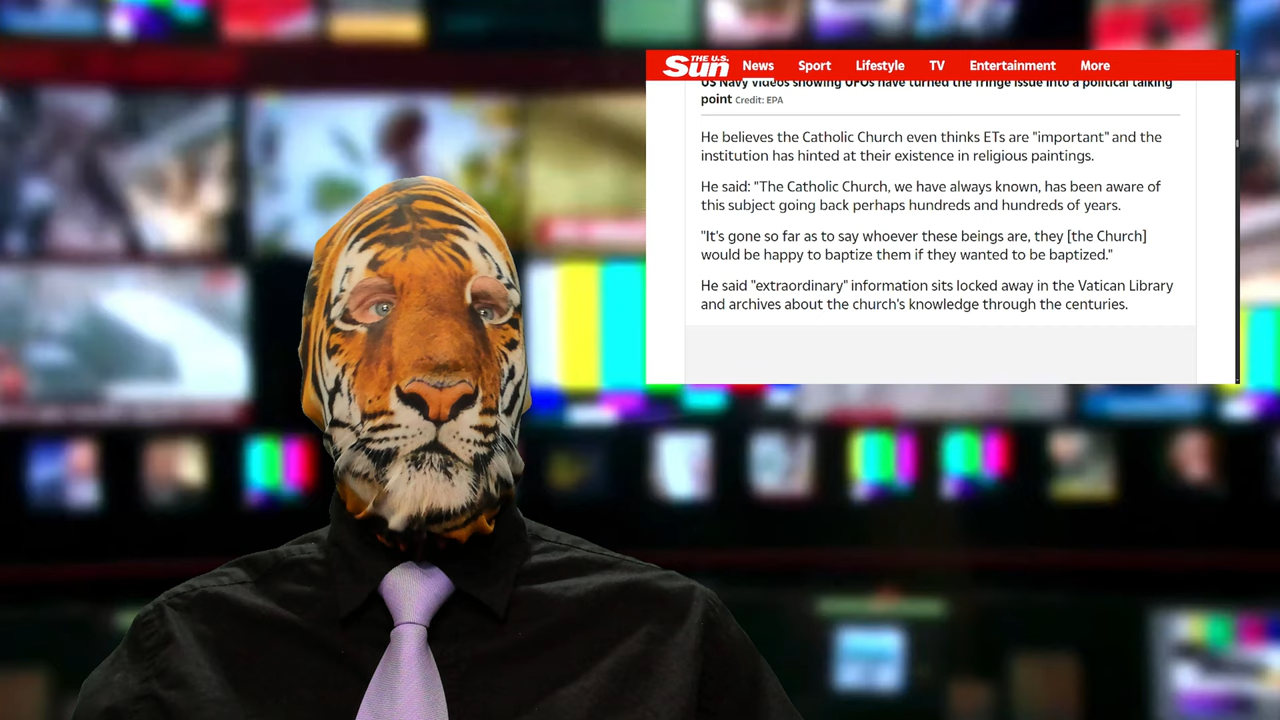 THE U.S.
Sun
News Sport Lifestyle TV Entertainment More
US Navy videos showing UFOs have turned the fringe issue into a political talking
point Credit: EPA
He believes the Catholic Church even thinks ETs are "important" and the
institution has hinted at their existence in religious paintings.
He said: "The Catholic Church, we have always known, has been aware of
this subject going back perhaps hundreds and hundreds of years.
"It's gone so far as to say whoever these beings are, they [the Church]
would be happy to baptize them if they wanted to be baptized."
He said "extraordinary" information sits locked away in the Vatican Library
and archives about the church's knowledge through the centuries.